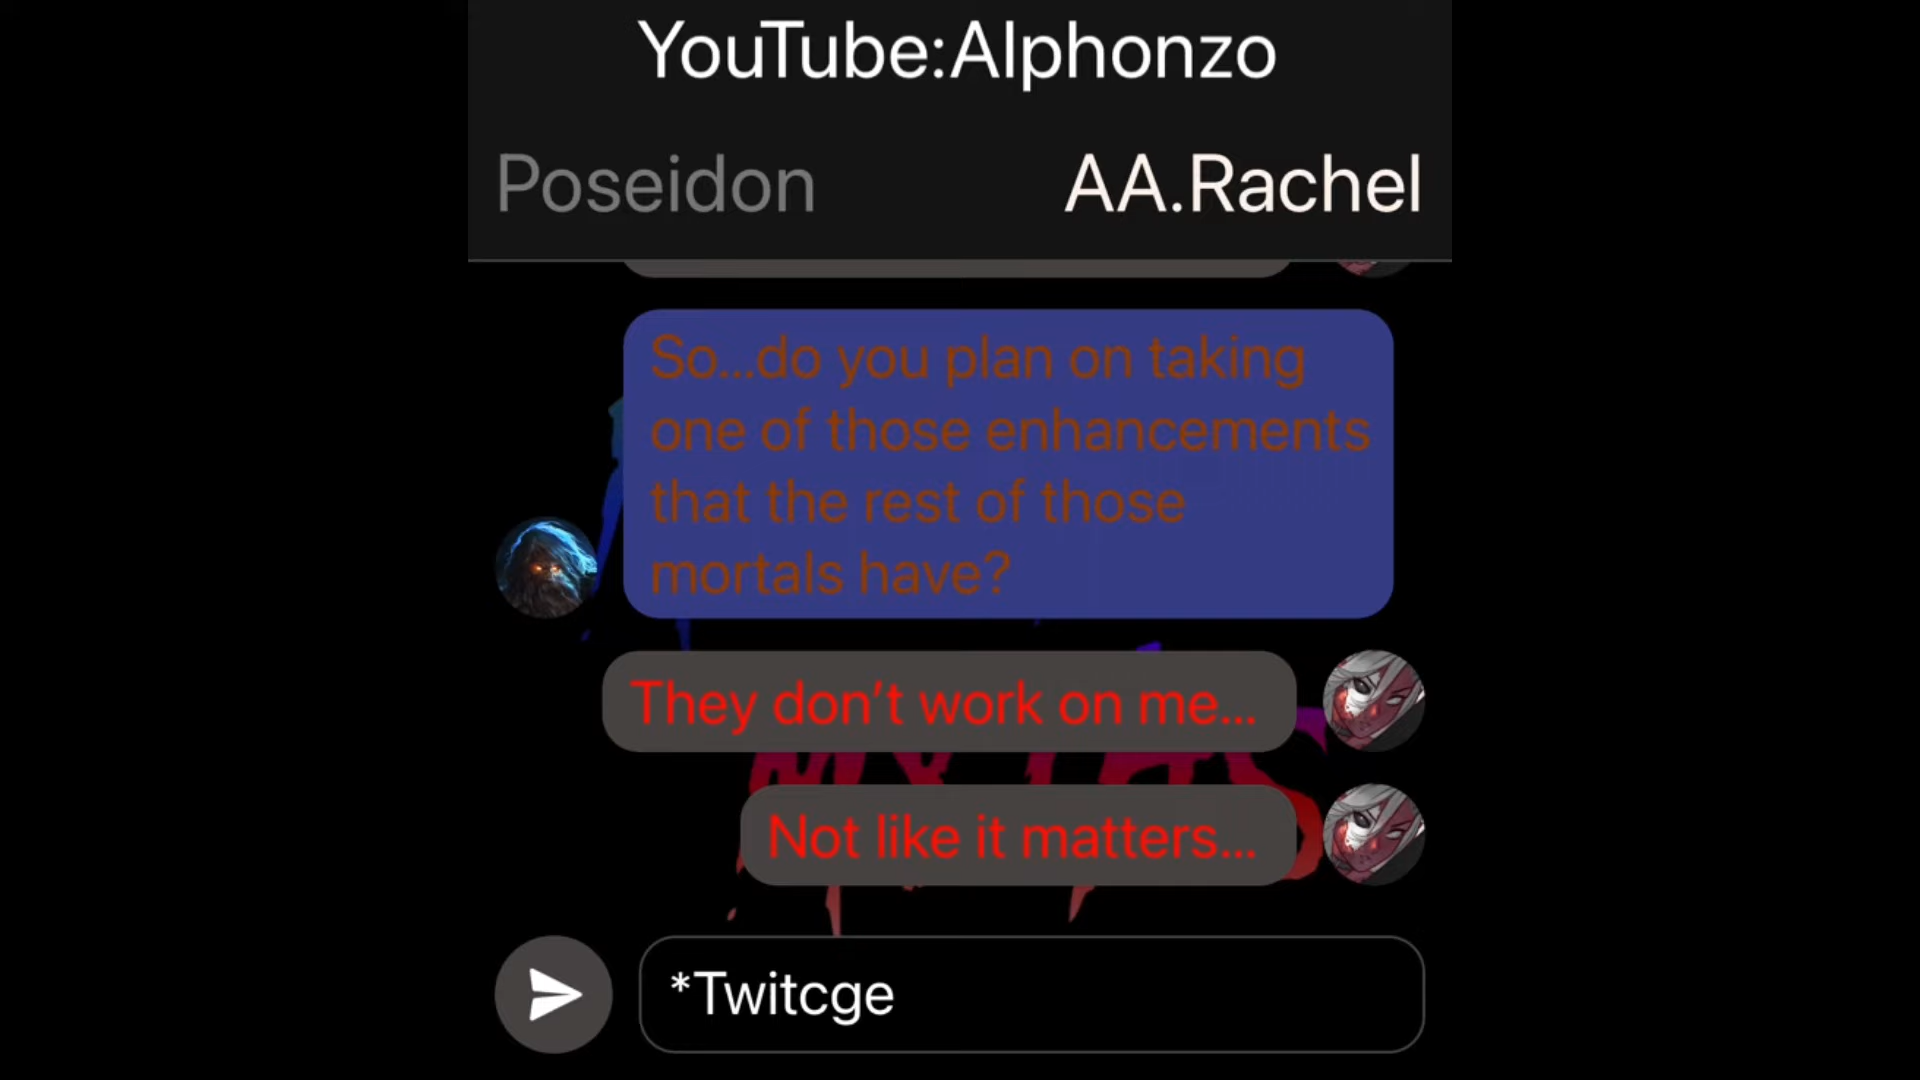 YouTube:Alphonzo
Poseidon AA.Rachel
So...do you plan on taking
one of those enhancements
that the rest of those
mortals have?
They don’t work on me...
Not like it matters...
*Twitcge